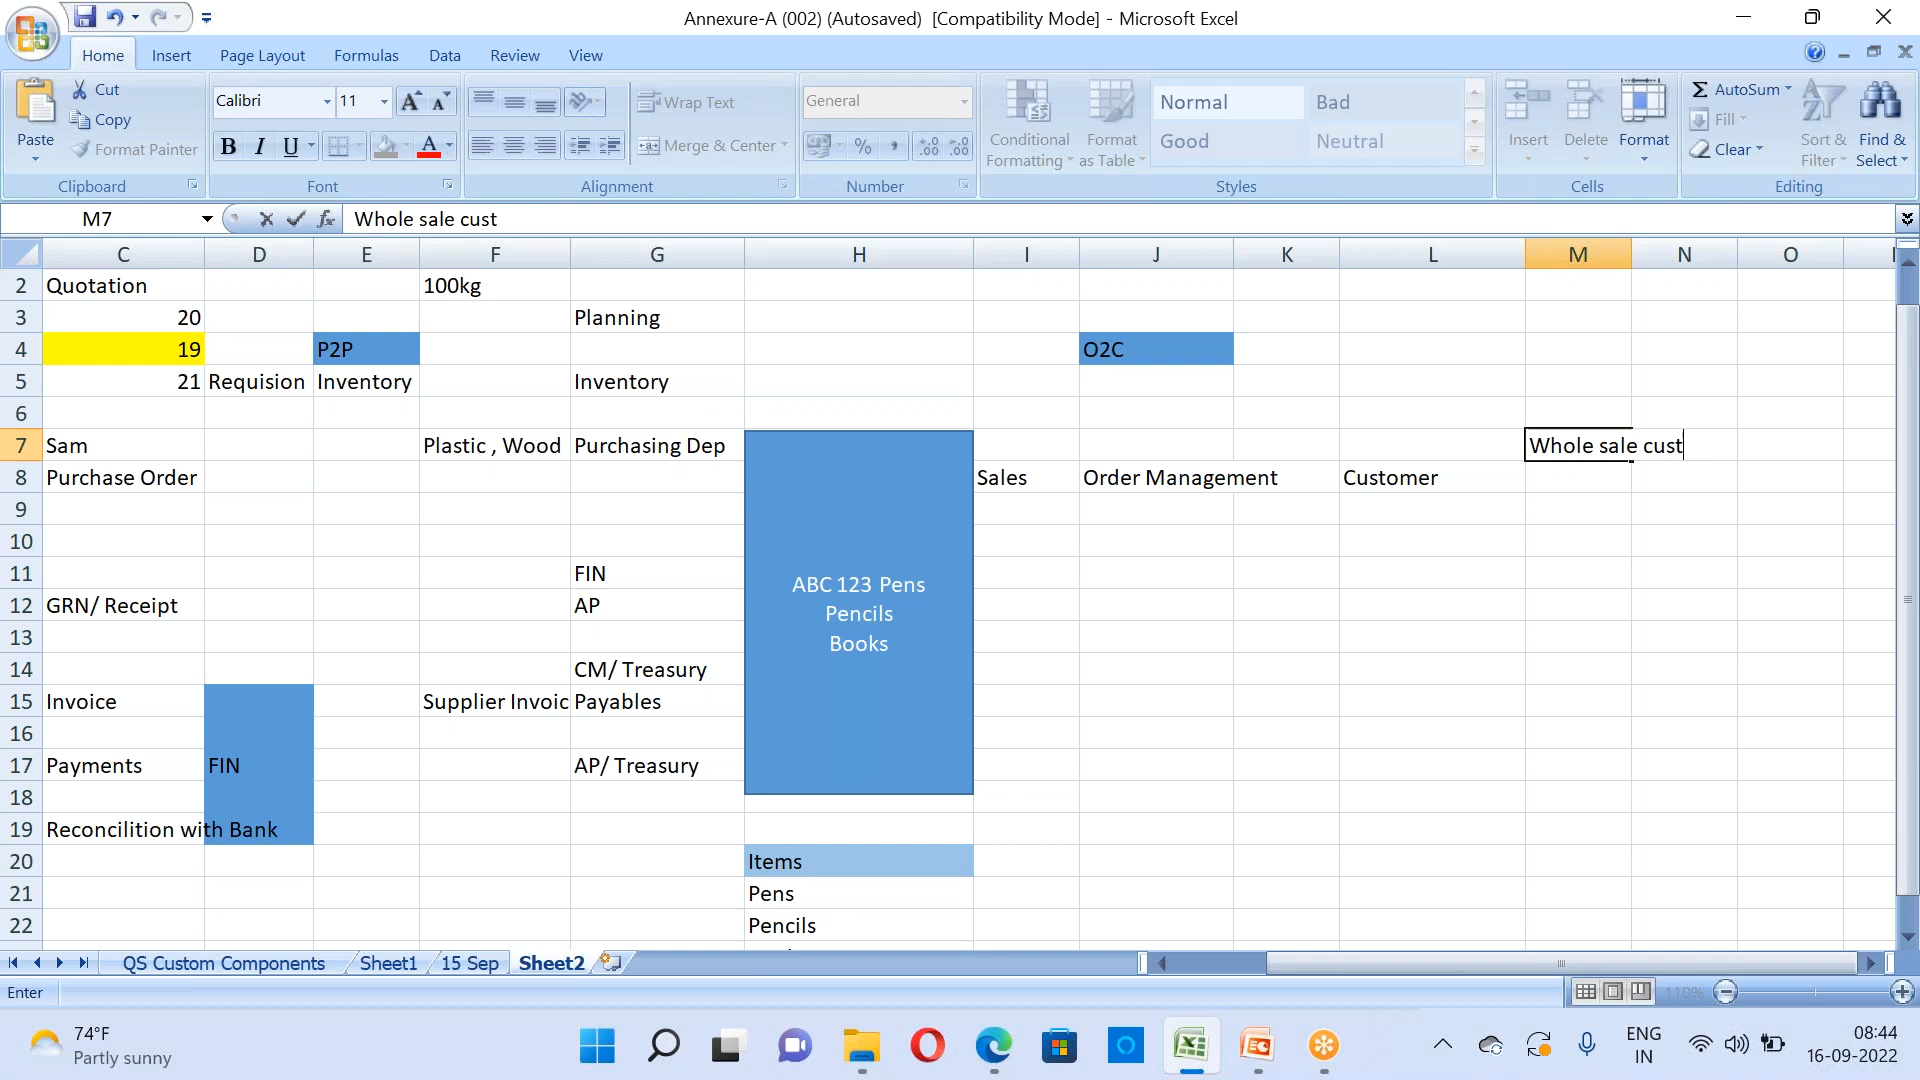 Annexure-A (002) (Autosaved) [Compatibility Mode] - Microsoft Excel
Home Insert Page Layout Formulas Data Review View
Cut
Copy
Format Painter
Paste
Clipboard
Calibri 11
B I U A
Font
Wrap Text
Merge & Center
Alignment
General
%
Number
Conditional Formatting
Format as Table
Normal Bad
Good Neutral
Styles
Insert Delete Format
Cells
AutoSum
Fill
Clear
Sort & Filter
Find & Select
Editing
M7 Whole sale cust
C D E F G H I J K L M N O
2 Quotation 100kg
3 20 Planning
4 19 P2P O2C
5 21 Requision Inventory Inventory
6
7 Sam Plastic , Wood Purchasing Dep Whole sale cust
8 Purchase Order Sales Order Management Customer
9
10
11 FIN
12 GRN/ Receipt AP
ABC 123 Pens
Pencils
Books
13
14 CM/ Treasury
15 Invoice Supplier Invoic Payables
16
17 Payments FIN AP/ Treasury
18
19 Reconcilition with Bank
20 Items
21 Pens
22 Pencils
QS Custom Components Sheet1 15 Sep Sheet2
Enter 110%
74°F
Partly sunny
ENG
IN
08:44
16-09-2022